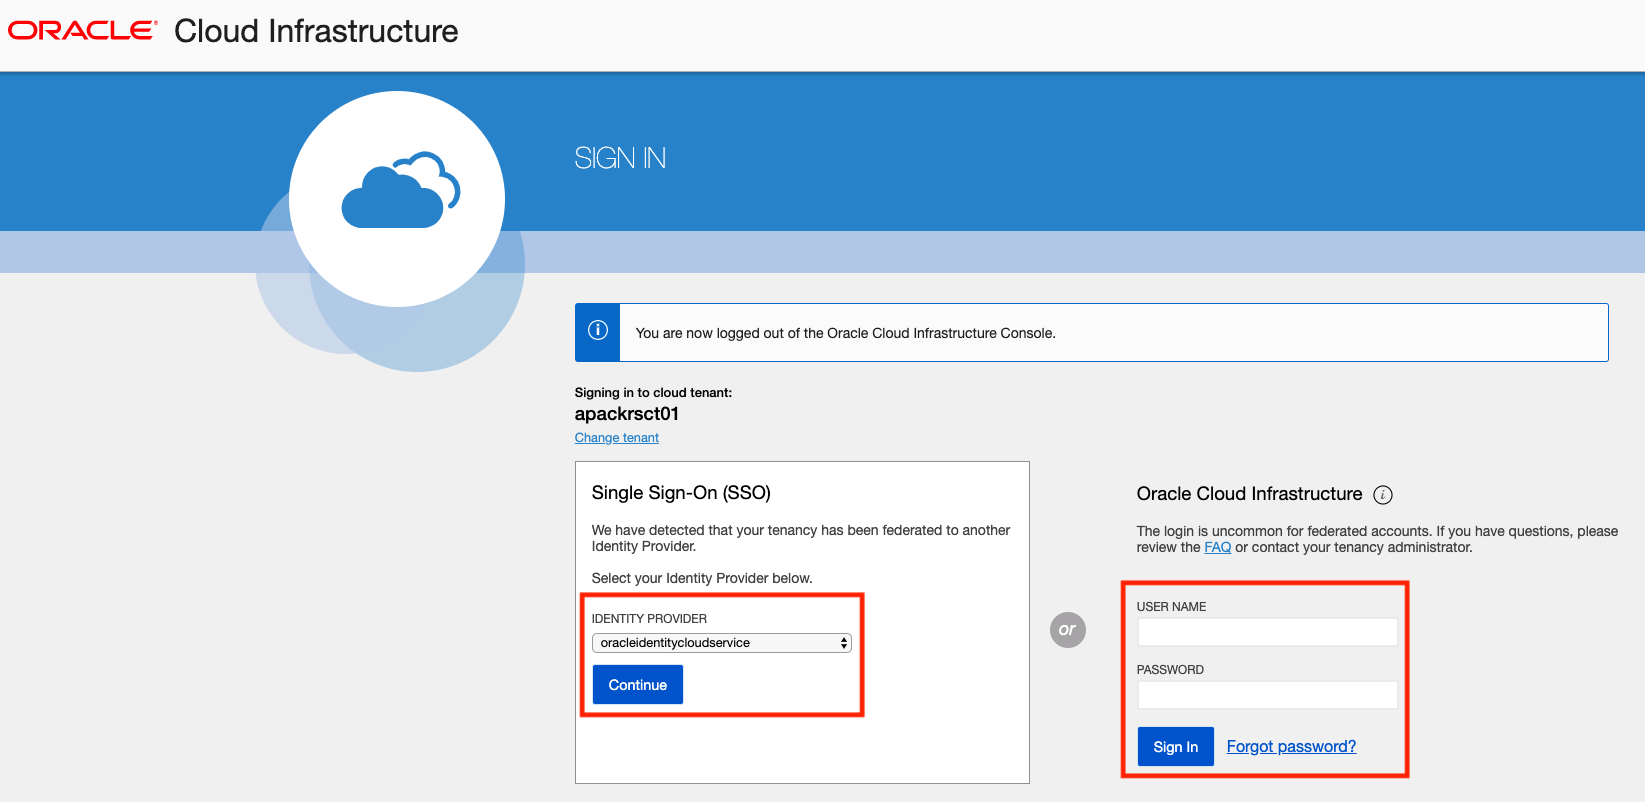 ORACLE® Cloud Infrastructure
SIGN IN
You are now logged out of the Oracle Cloud Infrastructure Console.
Signing in to cloud tenant:
apackrsct01
Change tenant
Single Sign-On (SSO)
We have detected that your tenancy has been federated to another
Identity Provider.
Select your Identity Provider below.
IDENTITY PROVIDER
oracleidentitycloudservice
Continue
or
Oracle Cloud Infrastructure
The login is uncommon for federated accounts. If you have questions, please
review the FAQ or contact your tenancy administrator.
USER NAME
PASSWORD
Sign In Forgot password?